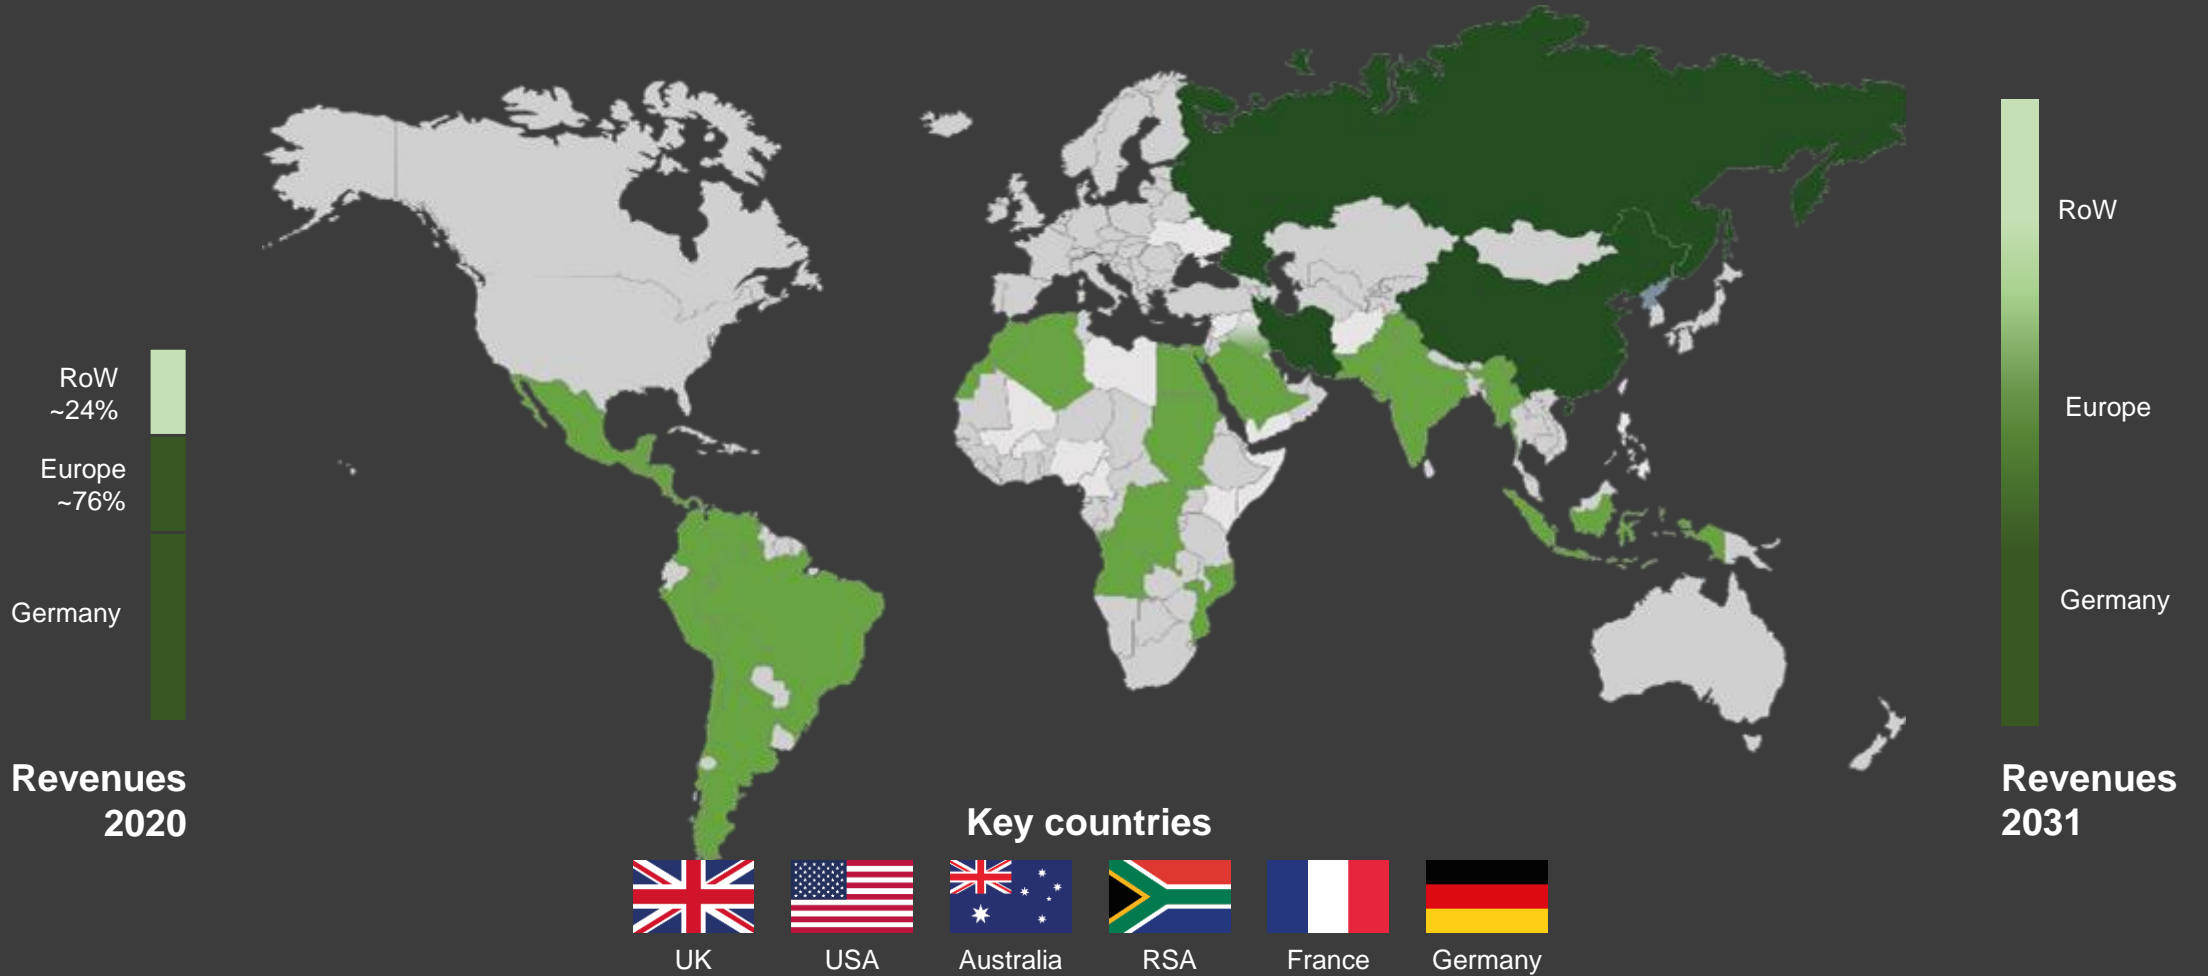 RoW
~24%
Europe
~76%
Germany
Revenues
2020
RoW
Europe
Germany
Revenues
2031
Key countries
UK
USA
Australia
RSA
France
Germany